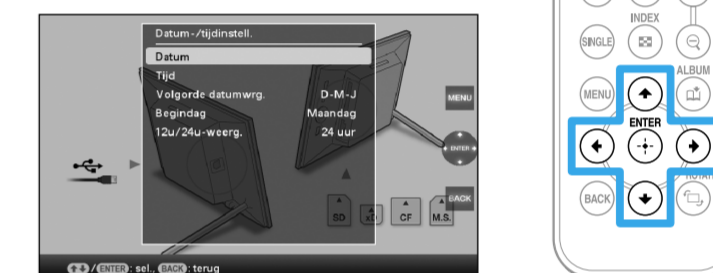 Datum-/tijdinstell.
Datum
Tijd
Volgorde datumwrg. D-M-J
Begindag Maandag
12u/24u-weerg. 24 uur
MENU
ENTER
BACK
SD
xD
CF
M.S.
/ENTER: sel., BACK: terug
INDEX
SINGLE
ALBUM
MENU
ENTER
BACK